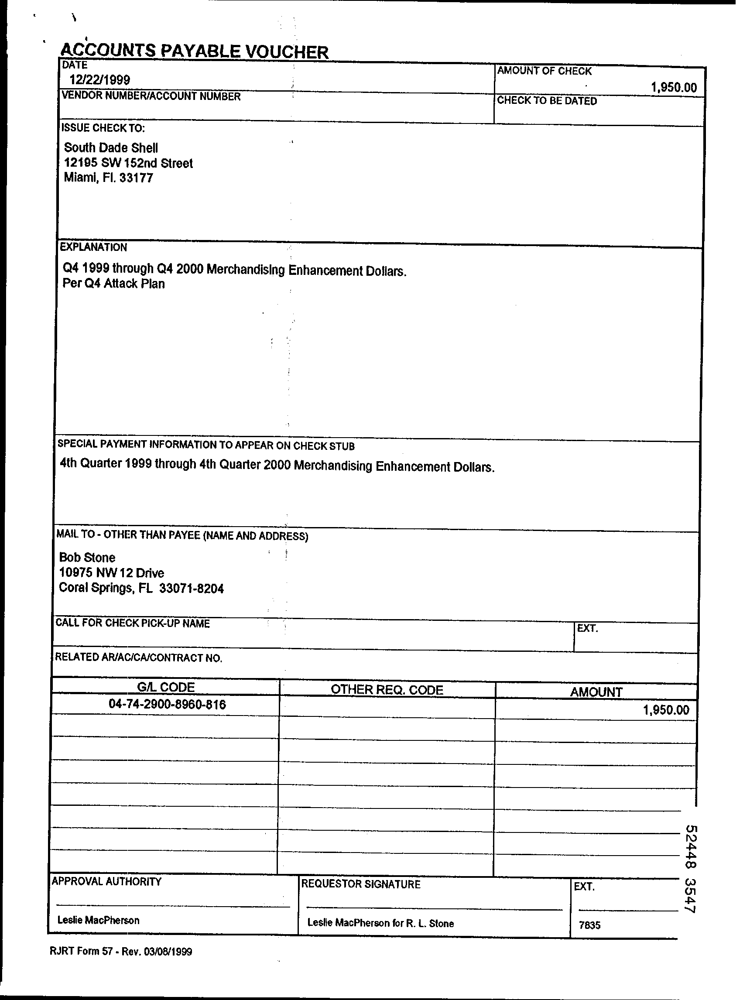 ACCOUNTS PAYABLE VOUCHER
DATE
12/22/1999
AMOUNT OF CHECK
1,950.00
VENDOR NUMBER/ACCOUNT NUMBER
CHECK TO BE DATED
ISSUE CHECK TO:
South Dade Shell
12195 SW 152nd Street
Miami, Fl. 33177
EXPLANATION
Q4 1999 through Q4 2000 Merchandising Enhancement Dollars.
Per Q4 Attack Plan
SPECIAL PAYMENT INFORMATION TO APPEAR ON CHECK STUB
4th Quarter 1999 through 4th Quarter 2000 Merchandising Enhancement Dollars.
MAIL TO - OTHER THAN PAYEE (NAME AND ADDRESS)
Bob Stone
10975 NW 12 Drive
Coral Springs, FL 33071-8204
CALL FOR CHECK PICK-UP NAME
EXT.
RELATED AR/AC/CA/CONTRACT NO.
G/L CODE OTHER REQ. CODE AMOUNT
04-74-2900-8960-816 1,950.00
52448 3547
APPROVAL AUTHORITY REQUESTOR SIGNATURE EXT.
Leslie MacPherson Leslie MacPherson for R. L. Stone 7835
RJRT Form 57 - Rev. 03/08/1999